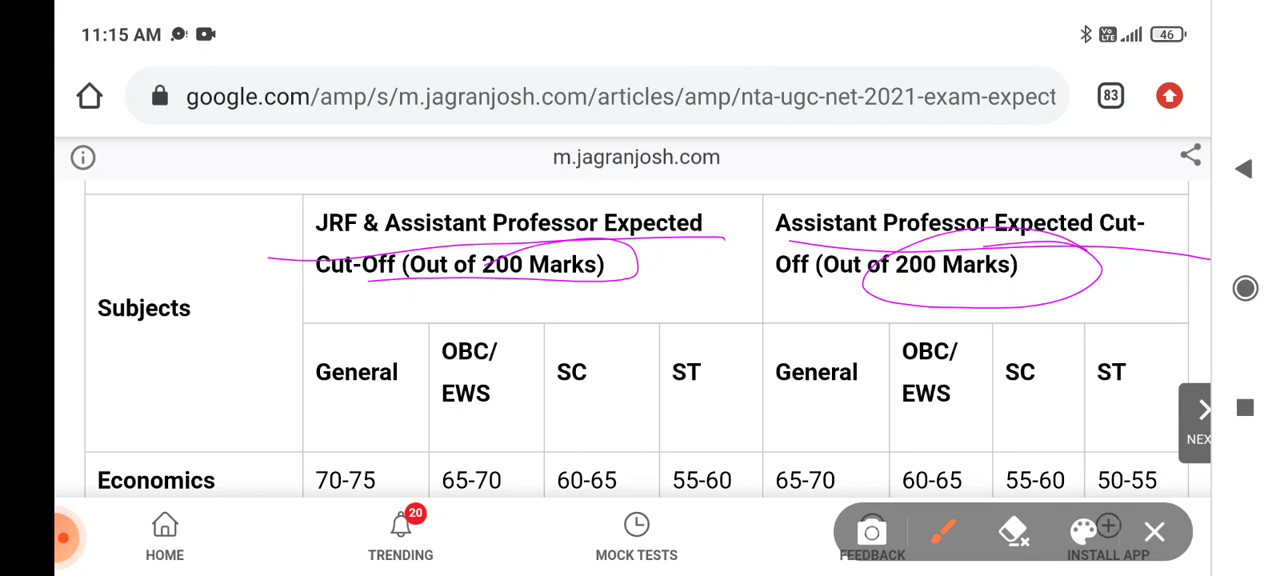 11:15 AM
Vo LTE
46
google.com/amp/s/m.jagranjosh.com/articles/amp/nta-ugc-net-2021-exam-expect
83
m.jagranjosh.com
Subjects
JRF & Assistant Professor Expected
Cut-Off (Out of 200 Marks)
Assistant Professor Expected Cut-
Off (Out of 200 Marks)
General
OBC/
EWS
SC
ST
General
OBC/
EWS
SC
ST
NEX
Economics 70-75 65-70 60-65 55-60 65-70 60-65 55-60 50-55
20
HOME TRENDING MOCK TESTS FEEDBACK INSTALL APP